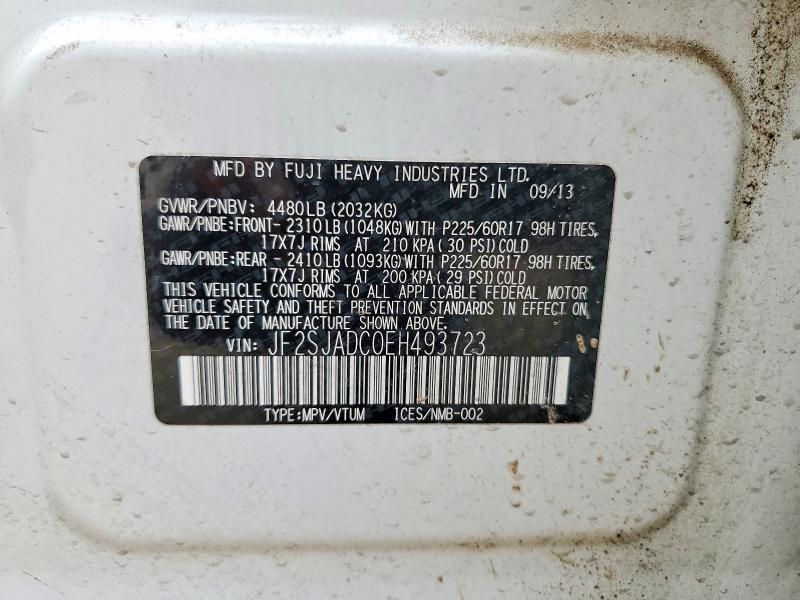 MFD BY FUJI HEAVY INDUSTRIES LTD.
MFD IN 09/13
GVWR/PNBV: 4480LB (2032KG)
GAWR/PNBE:FRONT- 2310LB (1048KG) WITH P225/60R17 98H TIRES,
17X7J RIMS AT 210 KPA ( 30 PSI) COLD
GAWR/PNBE:REAR - 2410LB (1093KG) WITH P225/60R17 98H TIRES,
17X7J RIMS AT 200 KPA ( 29 PSI) COLD
THIS VEHICLE CONFORMS TO ALL APPLICABLE FEDERAL MOTOR
VEHICLE SAFETY AND THEFT PREVENTION STANDARDS IN EFFECT ON
THE DATE OF MANUFACTURE SHOWN ABOVE.
VIN: JF2SJADC0EH493723
TYPE:MPV/VTUM ICES/NMB-002